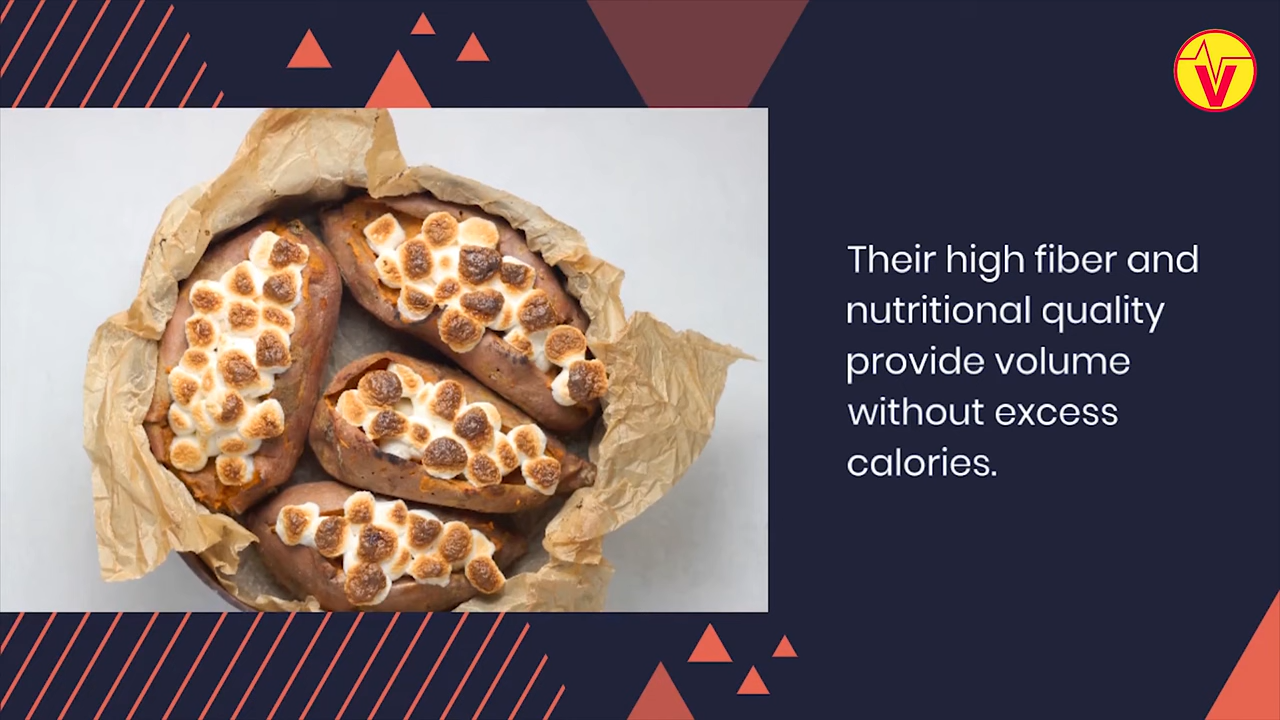 V
Their high fiber and
nutritional quality
provide volume
without excess
calories.